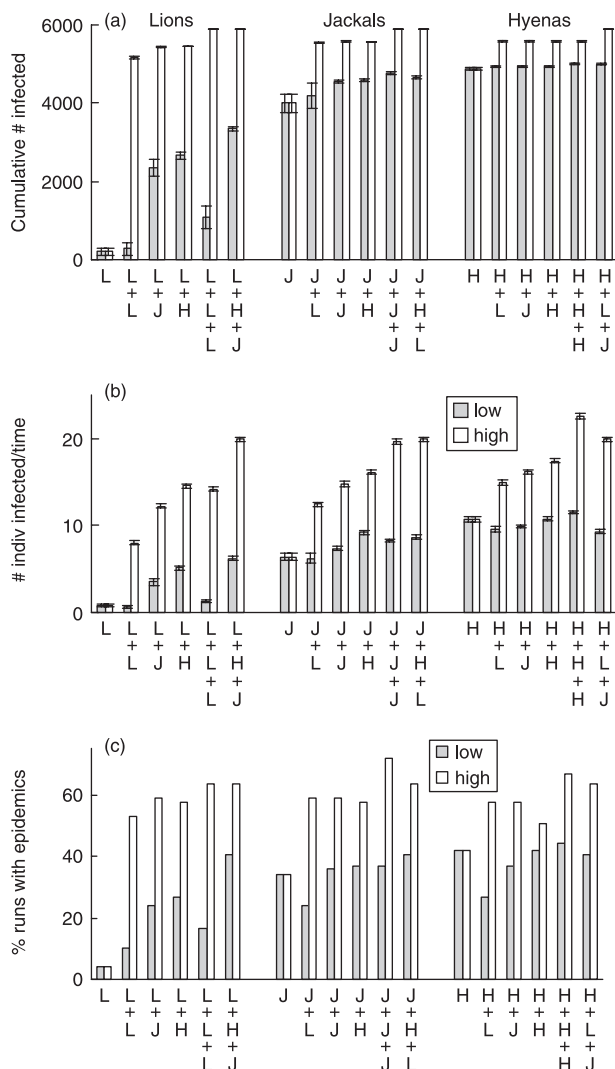 (a)
Lions
Jackals
Hyenas
Cumulative # infected
6000
4000
2000
0
L
L + L
L + J
L + H
L + L + L
L + H + J
J
J + L
J + J
J + H
J + J + J
J + H + L
H
H + L
H + J
H + H
H + H + H
H + L + J
(b)
low
high
# indiv infected/time
20
10
0
L
L + L
L + J
L + H
L + L + L
L + H + J
J
J + L
J + J
J + H
J + J + J
J + H + L
H
H + L
H + J
H + H
H + H + H
H + L + J
(c)
low
high
% runs with epidemics
60
40
20
0
L
L + L
L + J
L + H
L + L + L
L + H + J
J
J + L
J + J
J + H
J + J + J
J + H + L
H
H + L
H + J
H + H
H + H + H
H + L + J